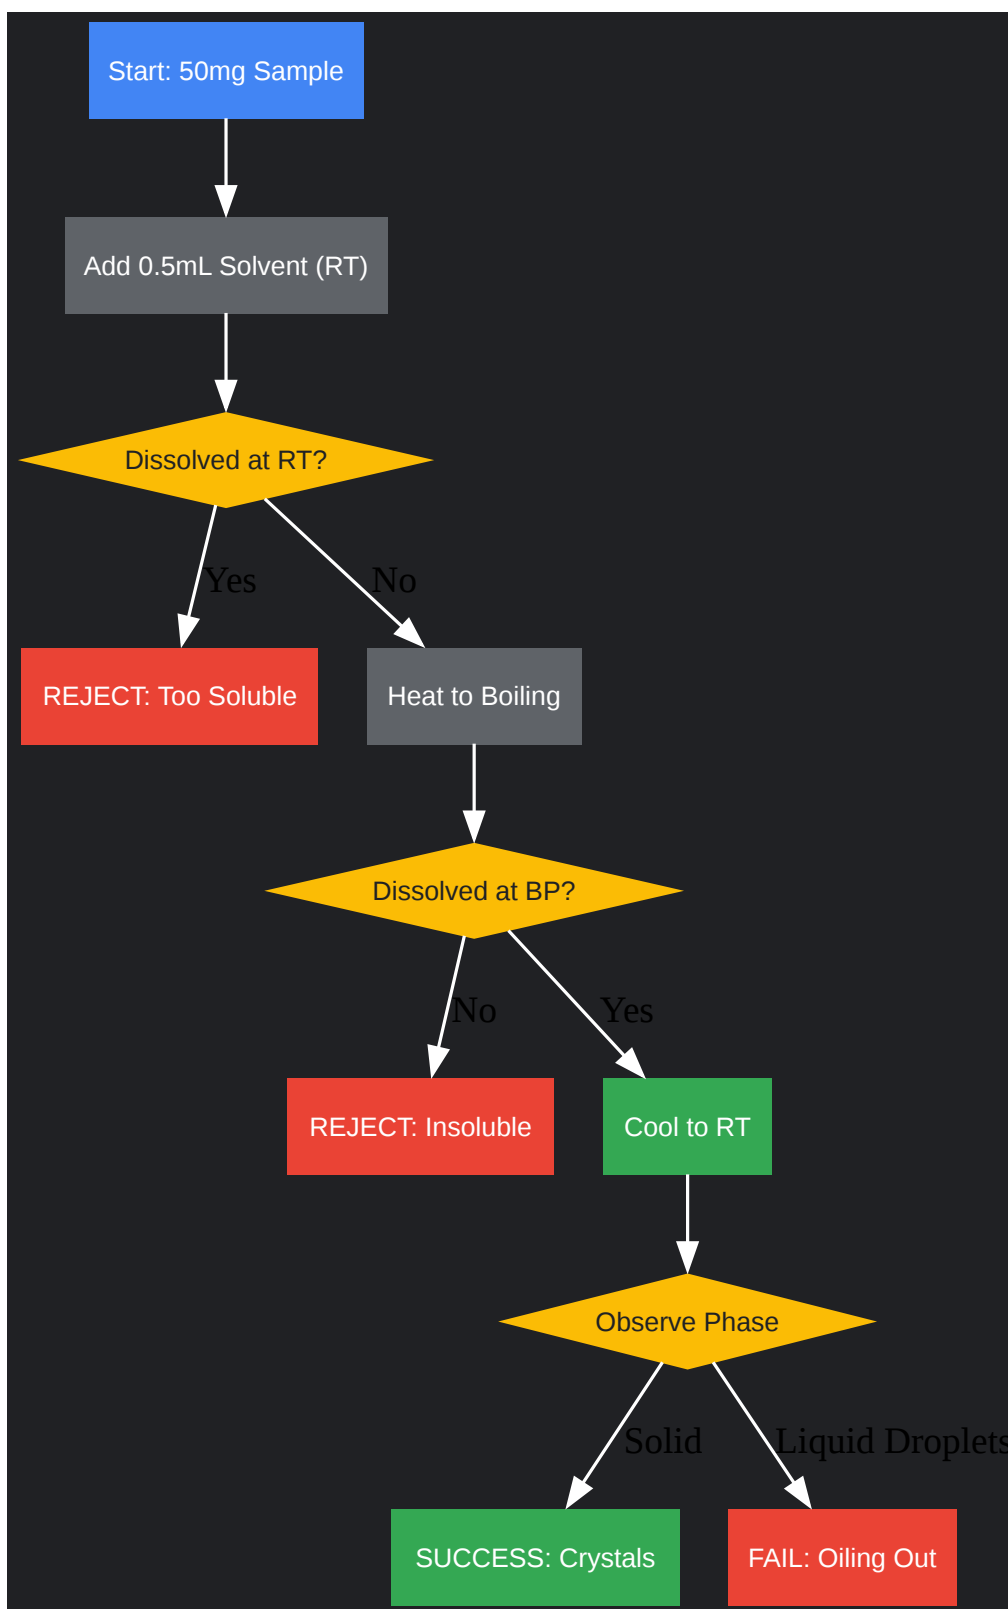 Start: 50mg Sample
Add 0.5mL Solvent (RT)
Dissolved at RT?
Yes
No
REJECT: Too Soluble
Heat to Boiling
Dissolved at BP?
No
Yes
REJECT: Insoluble
Cool to RT
Observe Phase
Solid
Liquid Droplets
SUCCESS: Crystals
FAIL: Oiling Out